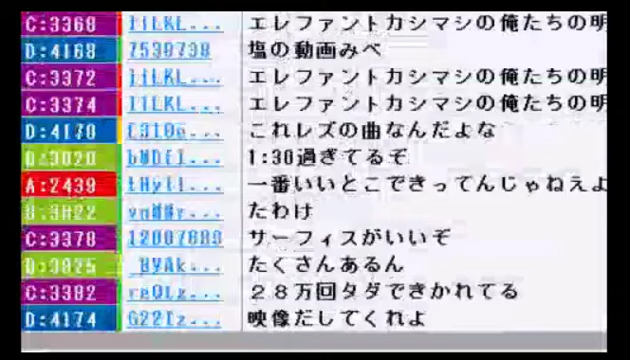 C:3368 エレファントカシマシの俺たちの明
D:4168 7539738 塩の動画みべ
C:3372 エレファントカシマシの俺たちの明
C:3374 エレファントカシマシの俺たちの明
D:4170 これレズの曲なんだよな
1:30過ぎてるぞ
A:2439 一番いいとこできってんじゃねえよ
たわけ
C:3378 12007688 サーフィスがいいぞ
たくさんあるん
C:3382 28万回タダできかれてる
D:4174 映像だしてくれよ